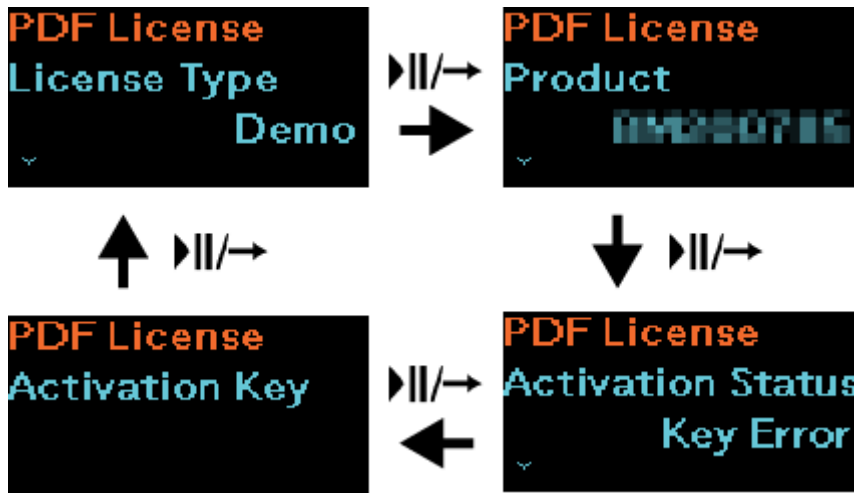 PDF License
License Type
Demo
PDF License
Product
PDF License
Activation Key
PDF License
Activation Status
Key Error